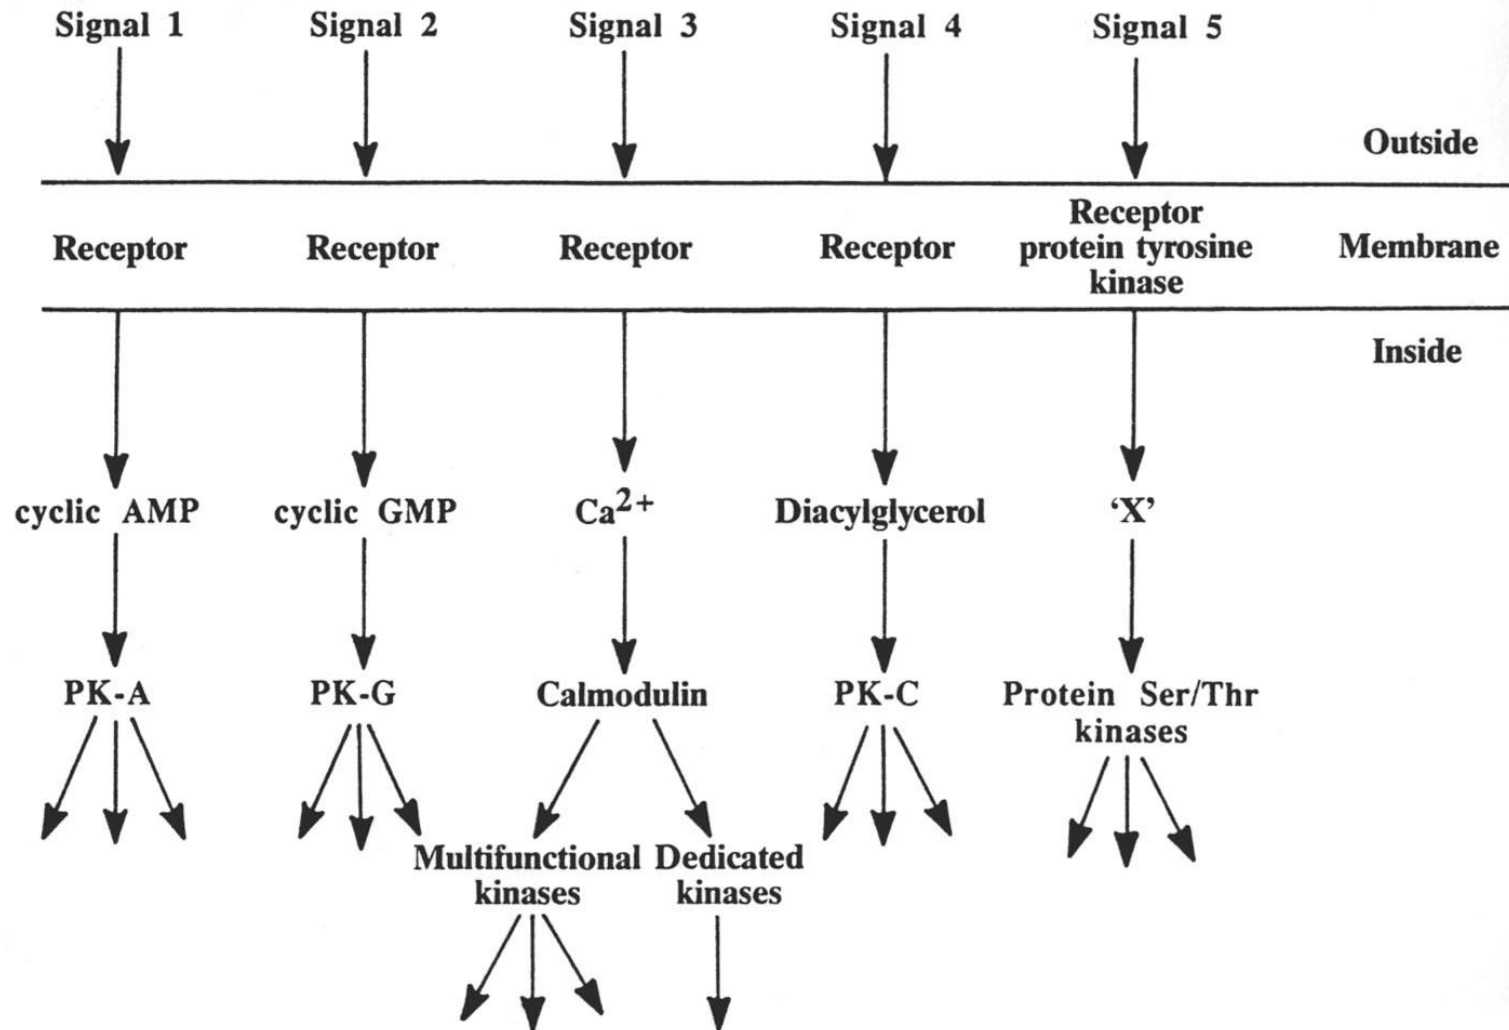 Signal 1 Signal 2 Signal 3 Signal 4 Signal 5
Outside
Receptor Receptor Receptor Receptor Receptor
protein tyrosine
kinase
Membrane
Inside
cyclic AMP cyclic GMP Ca2+ Diacylglycerol ‘X’
PK-A PK-G Calmodulin PK-C Protein Ser/Thr
kinases
Multifunctional Dedicated
kinases kinases